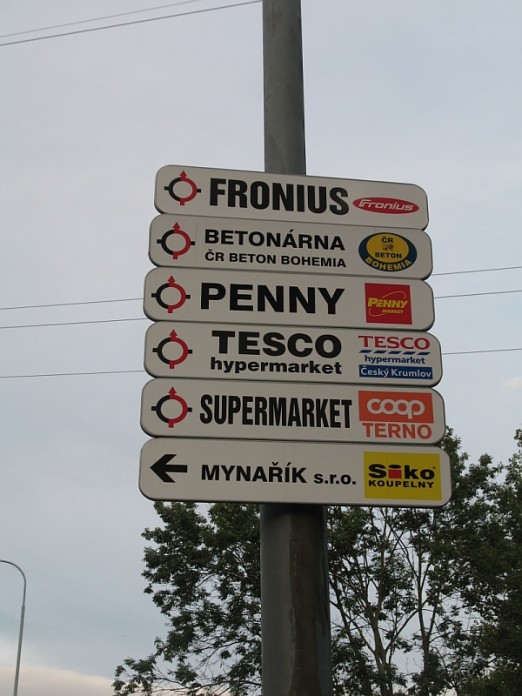 FRONIUS Fronius
BETONÁRNA
ČR BETON BOHEMIA
ČR
BETON
BOHEMIA
PENNY
PENNY
MARKET
TESCO
hypermarket
TESCO
hypermarket
Český Krumlov
SUPERMARKET
coop
TERNO
MYNAŘÍK s.r.o.
Siko
KOUPELNY